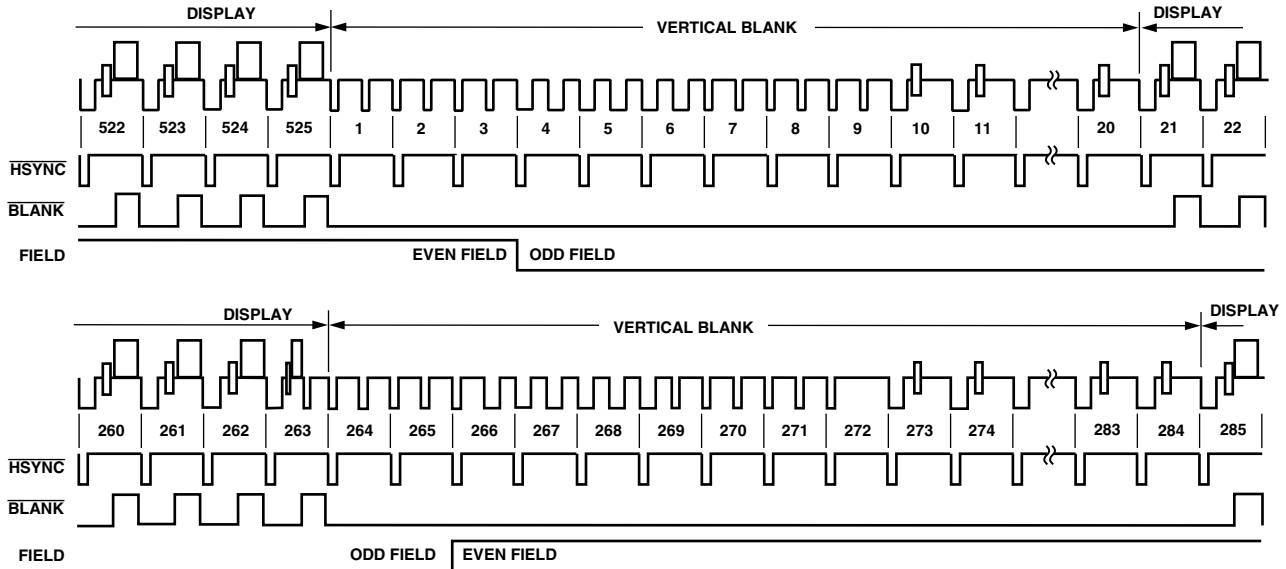 DISPLAY VERTICAL BLANK DISPLAY
522 523 524 525 1 2 3 4 5 6 7 8 9 10 11 20 21 22
HSYNC
BLANK
FIELD EVEN FIELD ODD FIELD
DISPLAY VERTICAL BLANK DISPLAY
260 261 262 263 264 265 266 267 268 269 270 271 272 273 274 283 284 285
HSYNC
BLANK
FIELD ODD FIELD EVEN FIELD